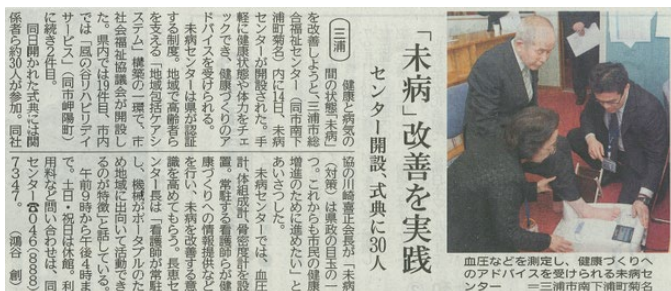 「未病」改善を実践
センター開設、式典に30人
三浦
健康と病気の
間の状態「未病」
を改善しようと、三浦市総
合福祉センター(同市南下
浦町菊名)内に14日、未病
センターが開設された。手
軽に健康状態や体力をチェ
ックでき、健康づくりのア
ドバイスを受けられる。
未病センターは県が認証
する制度。地域で高齢者ら
を支える「地域包括ケアシ
ステム」構築の一環で、市
社会福祉協議会が開設し
た。県内では19件目、市内
では「風の谷リハビリデイ
サービス」(同市岬陽町)
に続き2件目。
同日開かれた式典には関
係者ら約30人が参加。同社
協の川崎喜正会長が「未病
(対策)は県政の目玉の一
つ。これからも市民の健康
増進のために進めたい」と
あいさつした。
未病センターでは、血圧
計、体組成計、骨密度計を設
置。常駐する看護師らが健
康づくりへの情報提供など
を行い、未病を改善する意
識を高めてもらう。長恵セ
ンター長は「看護師が常駐
し、機械がポータブルのた
め地域に出向いて活動でき
るのが特徴」と話している。
午前9時から午後4時ま
で。土日・祝日は休館。利
用料など問い合わせは、同
センター☎046(888)
7347。(鴻谷 創)
血圧などを測定し、健康づくりへ
のアドバイスを受けられる未病セ
ンター =三浦市南下浦町菊名